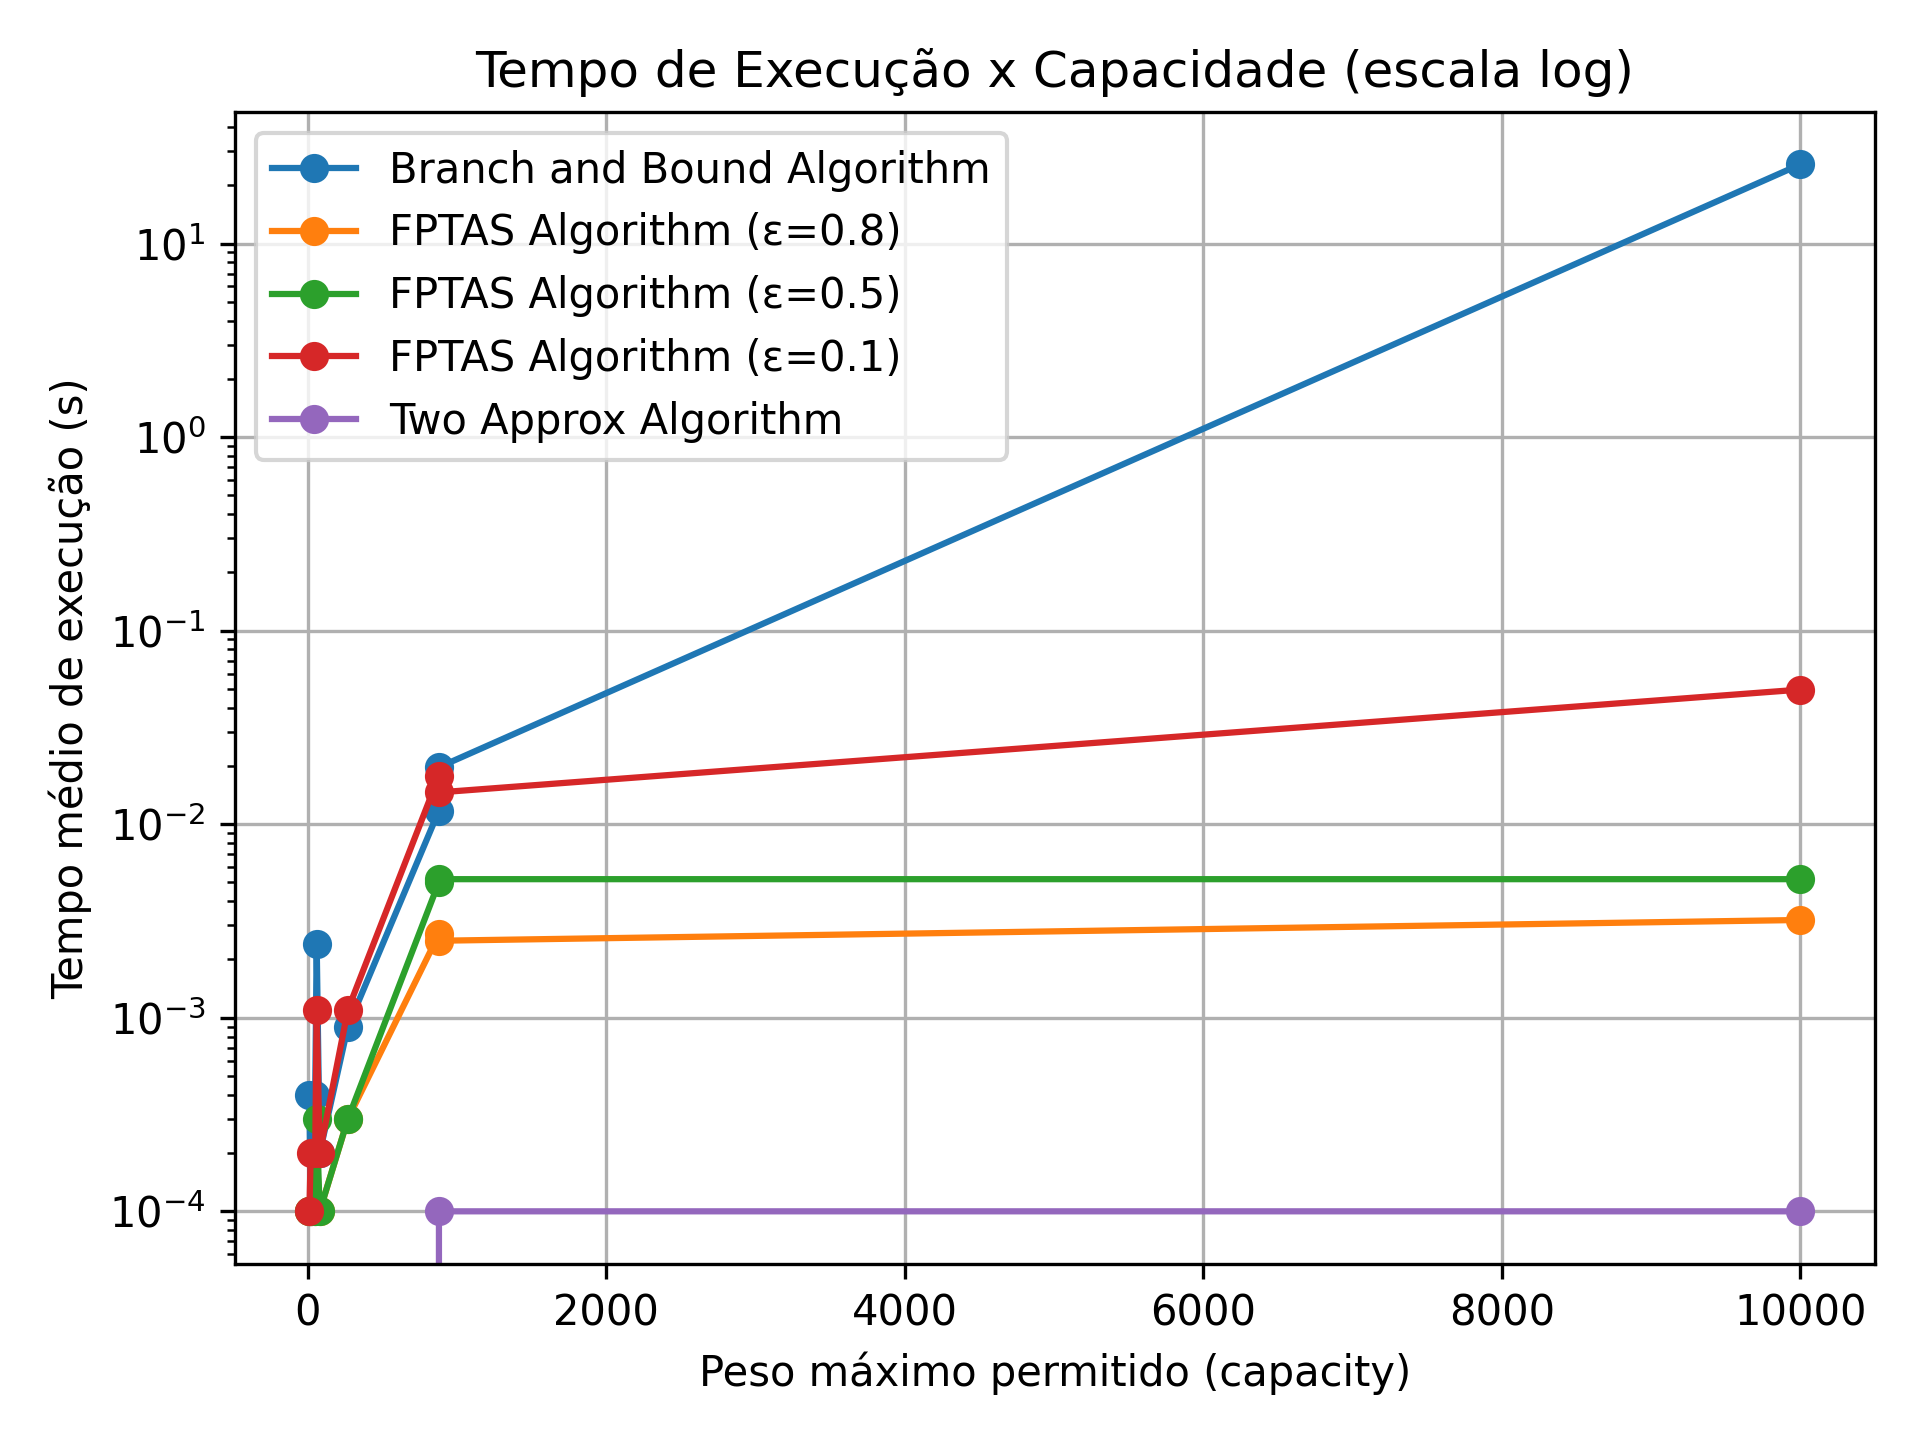 Tempo de Execução x Capacidade (escala log)
Branch and Bound Algorithm
FPTAS Algorithm (ε=0.8)
FPTAS Algorithm (ε=0.5)
FPTAS Algorithm (ε=0.1)
Two Approx Algorithm
Tempo médio de execução (s)
10¹
10⁰
10⁻¹
10⁻²
10⁻³
10⁻⁴
0 2000 4000 6000 8000 10000
Peso máximo permitido (capacity)